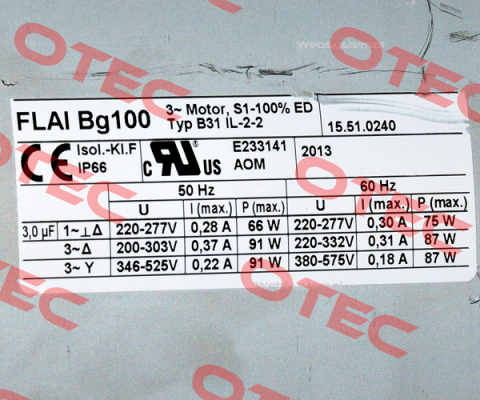 FLAI Bg100 3~ Motor, S1-100% ED
Typ B31 IL-2-2 15.51.0240
CE Isol.-Kl.F IP66 c RU US E233141 AOM 2013
50 Hz 60 Hz
U I (max.) P (max.) U I (max.) P (max.)
3,0 µF 1~⊥ Δ 220-277V 0,28 A 66 W 220-277V 0,30 A 75 W
3~Δ 200-303V 0,37 A 91 W 220-332V 0,31 A 87 W
3~ Y 346-525V 0,22 A 91 W 380-575V 0,18 A 87 W
OTEC
OTEC
OTEC
OTEC
OTEC
OTEC